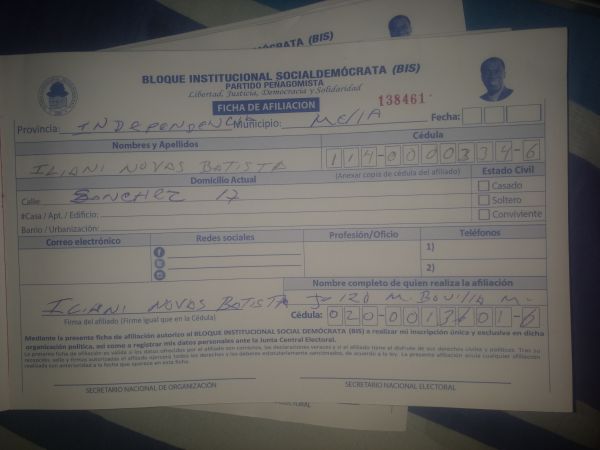 DEMÓCRATA (BIS)
BLOQUE INSTITUCIONAL SOCIALDEMÓCRATA (BIS)
PARTIDO PEÑAGOMISTA
Libertad, Justicia, Democracia y Solidaridad
FICHA DE AFILIACION 138461
Provincia: INDEPENDENCIA Municipio: MELLA Fecha:
Nombres y Apellidos Cédula
ILIANI NOVAS BATISTA 114-0000334-6
Domicilio Actual (Anexar copia de cédula del afiliado) Estado Civil
Calle: SANCHEZ 17 Casado
#Casa / Apt. / Edificio: Soltero
Barrio / Urbanización: Conviviente
Correo electrónico Redes sociales Profesión/Oficio Teléfonos
1)
2)
Nombre completo de quien realiza la afiliación
ILIANI NOVAS BATISTA M.
Firma del afiliado (Firme igual que en la Cédula) Cédula: 020-0013601-6
Mediante la presente ficha de afiliación autorizo al BLOQUE INSTITUCIONAL SOCIAL DEMÓCRATA (BIS) a realizar mi inscripción única y exclusiva en dicha
organización política, mi como o registrar mis datos personales ante la Junta Central Electoral.
SECRETARIO NACIONAL DE ORGANIZACIÓN SECRETARIO NACIONAL ELECTORAL